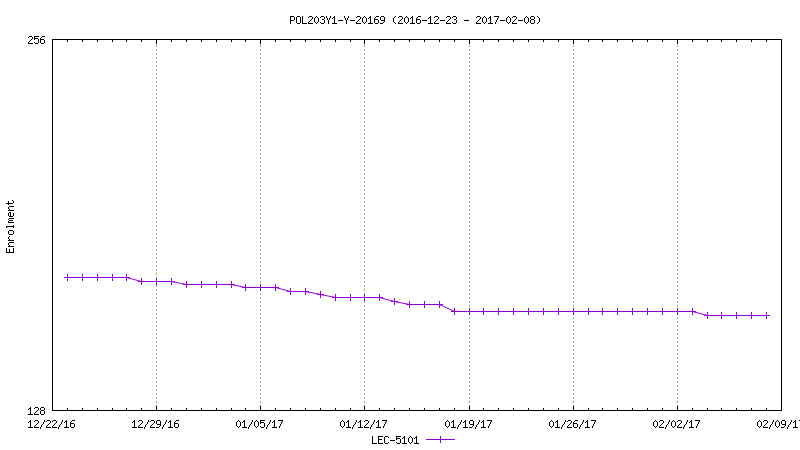 POL203Y1-Y-20169 (2016-12-23 - 2017-02-08)
256
Enrolment
128
12/22/16 12/29/16 01/05/17 01/12/17 01/19/17 01/26/17 02/02/17 02/09/1
LEC-5101